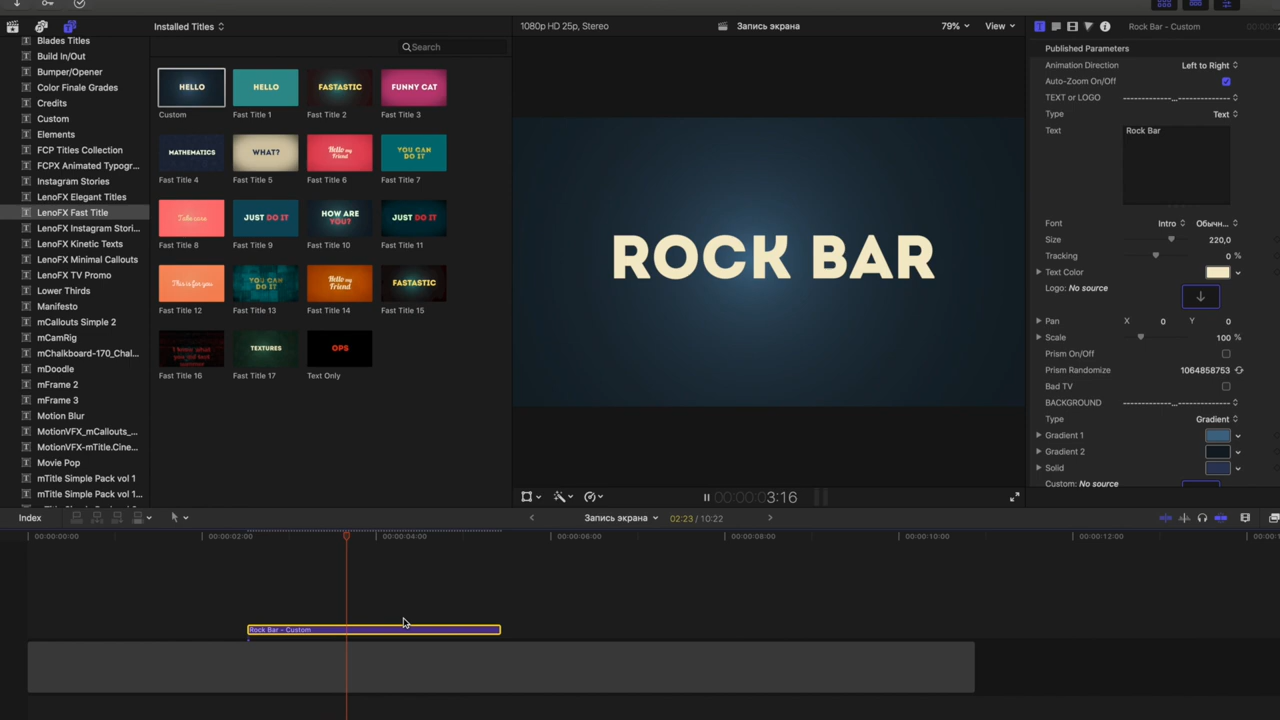 Installed Titles
1080p HD 25p, Stereo
Запись экрана
79%
View
Rock Bar - Custom
Search
Blades Titles
Build In/Out
Bumper/Opener
Color Finale Grades
Credits
Custom
Elements
FCP Titles Collection
FCPX Animated Typogr...
Instagram Stories
LenoFX Elegant Titles
LenoFX Fast Title
LenoFX Instagram Stori...
LenoFX Kinetic Texts
LenoFX Minimal Callouts
LenoFX TV Promo
Lower Thirds
Manifesto
mCallouts Simple 2
mCamRig
mChalkboard-170_Chal...
mDoodle
mFrame 2
mFrame 3
Motion Blur
MotionVFX_mCallouts_...
MotionVFX-mTitle.Cine...
Movie Pop
mTitle Simple Pack vol 1
mTitle Simple Pack vol 1...
HELLO
HELLO
FASTASTIC
FUNNY CAT
Custom
Fast Title 1
Fast Title 2
Fast Title 3
MATHEMATICS
WHAT?
Hello my
Friend
YOU CAN
DO IT
Fast Title 4
Fast Title 5
Fast Title 6
Fast Title 7
Take care
JUST DO IT
HOW ARE
YOU?
JUST DO IT
Fast Title 8
Fast Title 9
Fast Title 10
Fast Title 11
This is for you
YOU CAN
DO IT
Hello my
Friend
FASTASTIC
Fast Title 12
Fast Title 13
Fast Title 14
Fast Title 15
TEXTURES
OPS
Fast Title 16
Fast Title 17
Text Only
ROCK BAR
00:00:03:16
Published Parameters
Animation Direction
Left to Right
Auto-Zoom On/Off
TEXT or LOGO
--------------...--------------
Type
Text
Text
Rock Bar
Font
Intro
Обычн...
Size
220,0
Tracking
0 %
Text Color
Logo: No source
Pan
X
0
Y
0
Scale
100 %
Prism On/Off
Prism Randomize
1064858753
Bad TV
BACKGROUND
--------------...--------------
Type
Gradient
Gradient 1
Gradient 2
Solid
Custom: No source
Index
Запись экрана
02:23 / 10:22
00:00:00:00
00:00:02:00
00:00:04:00
00:00:06:00
00:00:08:00
00:00:10:00
00:00:12:00
Rock Bar - Custom